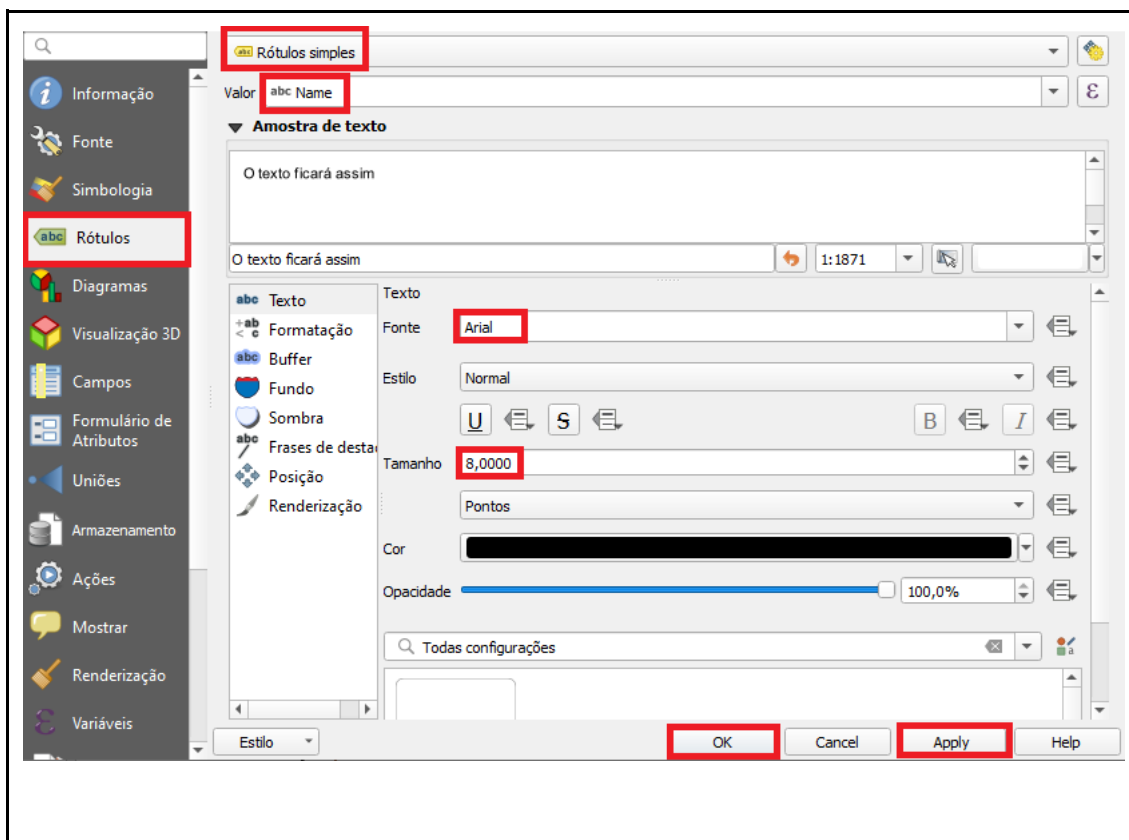 Rótulos simples
Informação
Valor abc Name ε
Amostra de texto
Fonte
O texto ficará assim
Simbologia
abc Rótulos
O texto ficará assim 1:1871
Diagramas
abc Texto
Texto
+ab < c Formatação
Fonte Arial
Visualização 3D
abc Buffer
Campos
Fundo
Estilo Normal
Formulário de
Atributos
Sombra
U S B I
abc Frases de desta
Tamanho 8,0000
Uniões
Posição
Renderização
Pontos
Armazenamento
Cor
Ações
Opacidade 100,0%
Mostrar
Todas configurações
Renderização
ε Variáveis
Estilo OK Cancel Apply Help